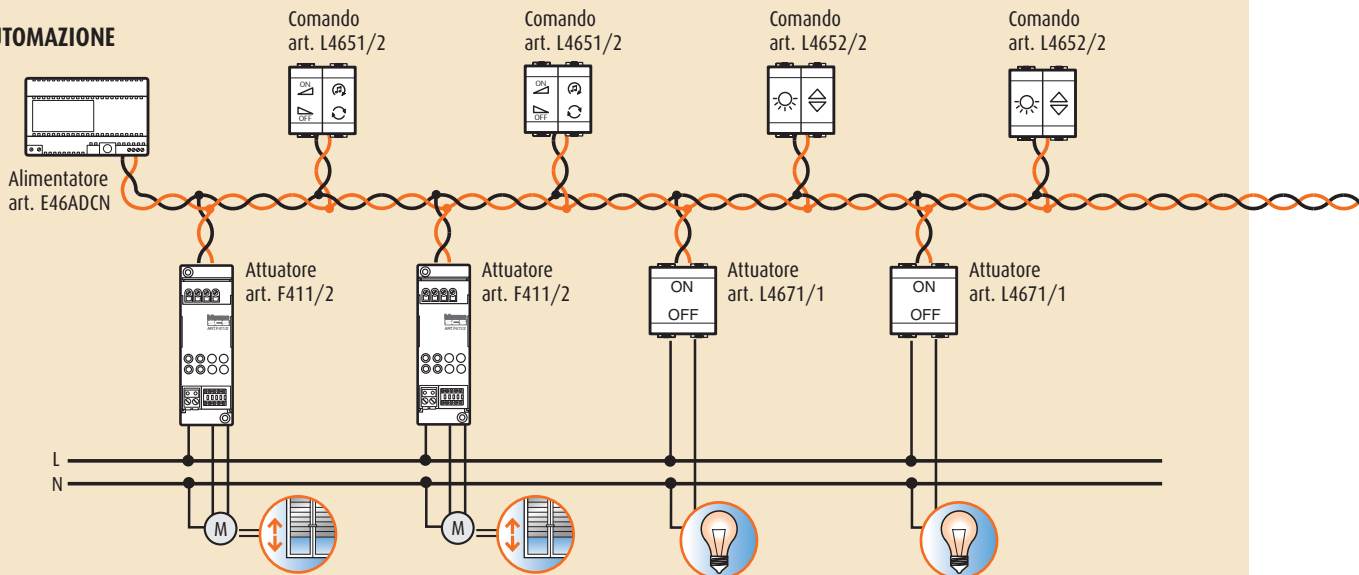 UTOMAZIONE
Comando
art. L4651/2
Comando
art. L4651/2
Comando
art. L4652/2
Comando
art. L4652/2
ON
OFF
ON
OFF
Alimentatore
art. E46ADCN
Attuatore
art. F411/2
Attuatore
art. F411/2
Attuatore
art. L4671/1
Attuatore
art. L4671/1
ON
OFF
ON
OFF
L
N
M
M